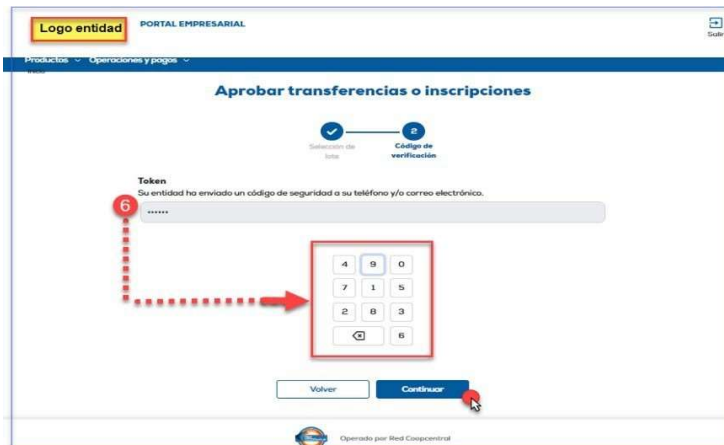 Logo entidad
PORTAL EMPRESARIAL
Salir
Productos Operaciones y pagos
Inicio
Aprobar transferencias o inscripciones
2
Selección de
lote
Código de
verificación
Token
Su entidad ha enviado un código de seguridad a su teléfono y/o correo electrónico.
6
••••••
4 9 0
7 1 5
2 8 3
6
Volver Continuar
Operado por Red Coopcentral